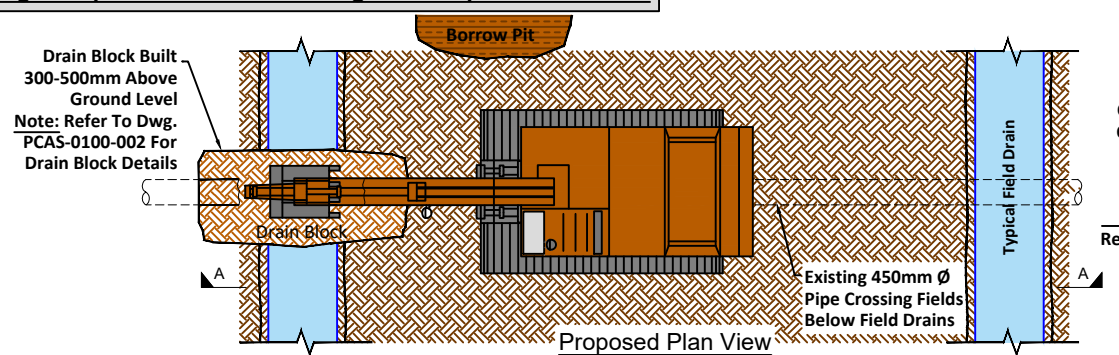 Borrow Pit
Drain Block Built
300-500mm Above
Ground Level
Note: Refer To Dwg.
PCAS-0100-002 For
Drain Block Details
Drain Block
Typical Field Drain
A
A
Existing 450mm Ø
Pipe Crossing Fields
Below Field Drains
Proposed Plan View
Re